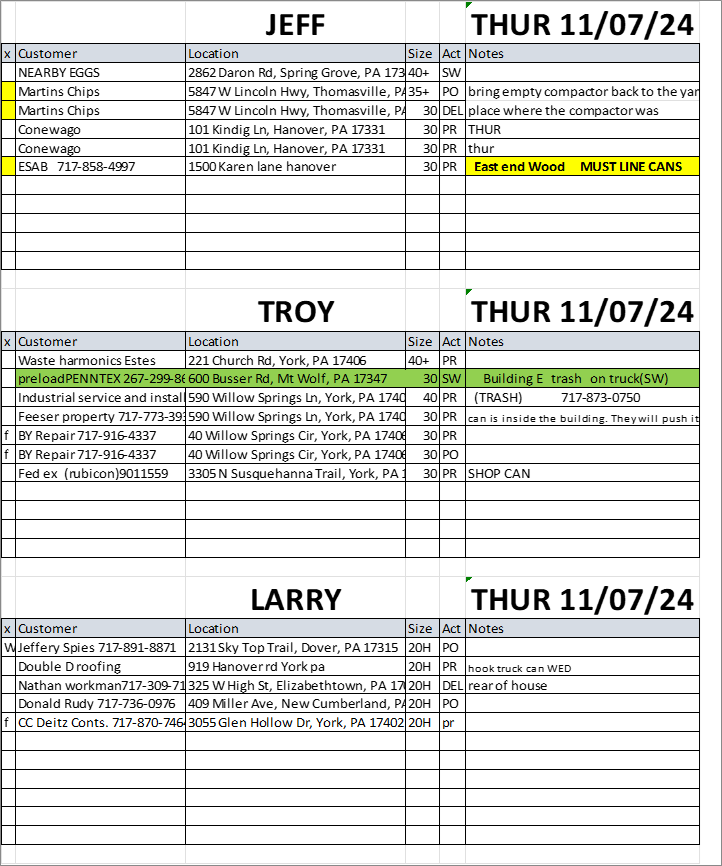 JEFF THUR 11/07/24
x Customer Location Size Act Notes
NEARBY EGGS 2862 Daron Rd, Spring Grove, PA 173 40+ SW
Martins Chips 5847 W Lincoln Hwy, Thomasville, PA 35+ PO bring empty compactor back to the yar
Martins Chips 5847 W Lincoln Hwy, Thomasville, PA 30 DEL place where the compactor was
Conewago 101 Kindig Ln, Hanover, PA 17331 30 PR THUR
Conewago 101 Kindig Ln, Hanover, PA 17331 30 PR thur
ESAB 717-858-4997 1500 Karen lane hanover 30 PR East end Wood MUST LINE CANS
TROY THUR 11/07/24
x Customer Location Size Act Notes
Waste harmonics Estes 221 Church Rd, York, PA 17406 40+ PR
preloadPENNTEX 267-299-86 600 Busser Rd, Mt Wolf, PA 17347 30 SW Building E trash on truck(SW)
Industrial service and install 590 Willow Springs Ln, York, PA 1740 40 PR (TRASH) 717-873-0750
Feeser property 717-773-393 590 Willow Springs Ln, York, PA 1740 30 PR can is inside the building. They will push it
f BY Repair 717-916-4337 40 Willow Springs Cir, York, PA 17406 30 PR
f BY Repair 717-916-4337 40 Willow Springs Cir, York, PA 17406 30 PO
Fed ex (rubicon)9011559 3305 N Susquehanna Trail, York, PA 1 30 PR SHOP CAN
LARRY THUR 11/07/24
x Customer Location Size Act Notes
W Jeffery Spies 717-891-8871 2131 Sky Top Trail, Dover, PA 17315 20H PO
Double D roofing 919 Hanover rd York pa 20H PR hook truck can WED
Nathan workman717-309-71 325 W High St, Elizabethtown, PA 170 20H DEL rear of house
Donald Rudy 717-736-0976 409 Miller Ave, New Cumberland, PA 20H PO
f CC Deitz Conts. 717-870-7464 3055 Glen Hollow Dr, York, PA 17402 20H pr